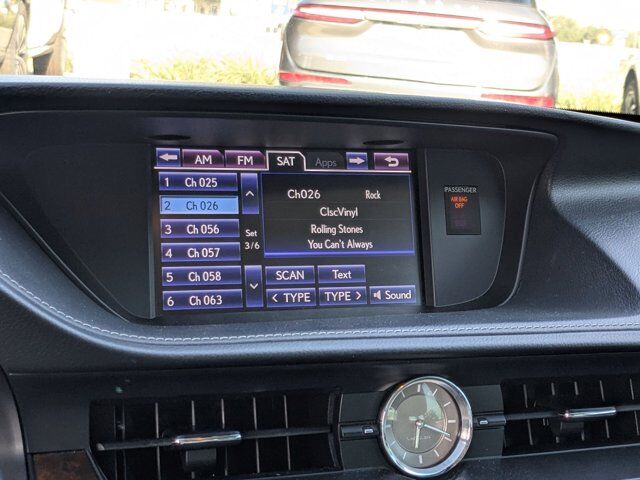 AM FM SAT Apps
1 Ch 025
2 Ch 026
3 Ch 056
4 Ch 057
5 Ch 058
6 Ch 063
Set
3/6
Ch026 Rock
ClscVinyl
Rolling Stones
You Can't Always
SCAN Text
< TYPE TYPE > Sound
PASSENGER
AIR BAG
OFF